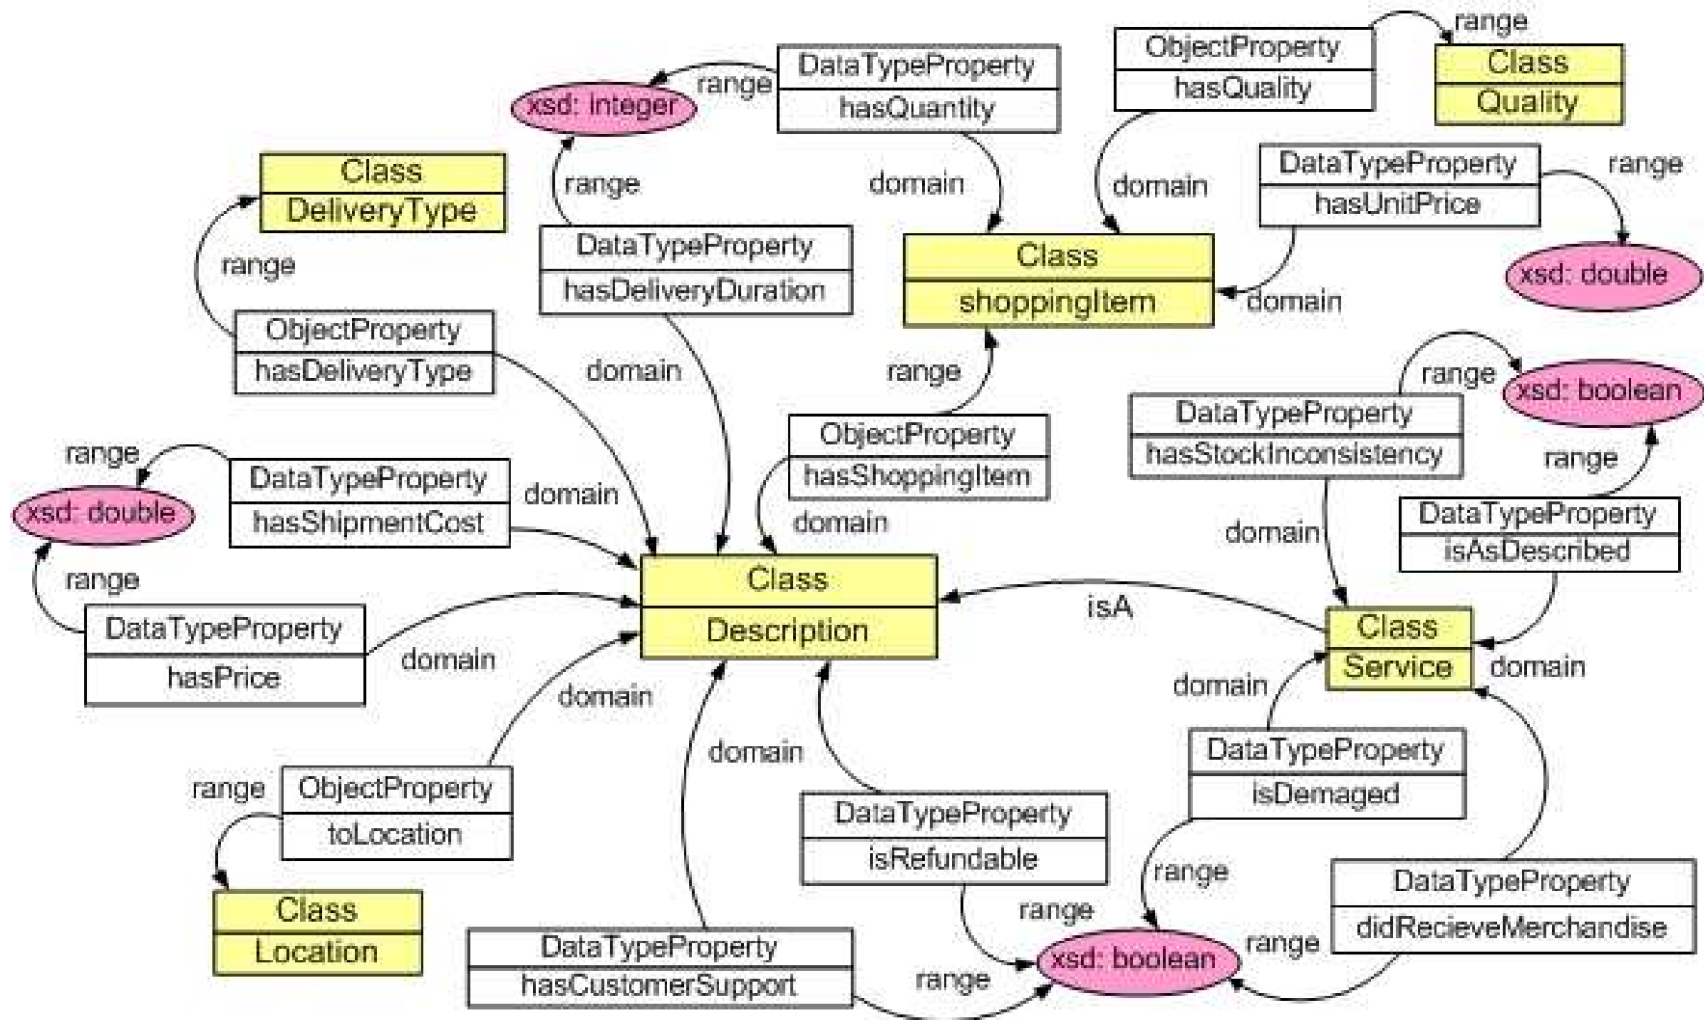 range
ObjectProperty
hasQuality
Class
Quality
DataTypeProperty
hasQuantity
range
xsd: integer
DataTypeProperty
hasUnitPrice
range
Class
DeliveryType
range
domain
domain
DataTypeProperty
hasDeliveryDuration
Class
shoppingItem
xsd: double
domain
range
ObjectProperty
hasDeliveryType
domain
range
range
xsd: boolean
DataTypeProperty
hasStockInconsistency
ObjectProperty
hasShoppingItem
range
range
DataTypeProperty
hasShipmentCost
domain
xsd: double
domain
domain
DataTypeProperty
isAsDescribed
range
Class
Description
isA
Class
Service
domain
DataTypeProperty
hasPrice
domain
domain
domain
domain
DataTypeProperty
isDemaged
range
ObjectProperty
toLocation
DataTypeProperty
isRefundable
range
DataTypeProperty
didRecieveMerchandise
Class
Location
range
range
DataTypeProperty
hasCustomerSupport
range
xsd: boolean